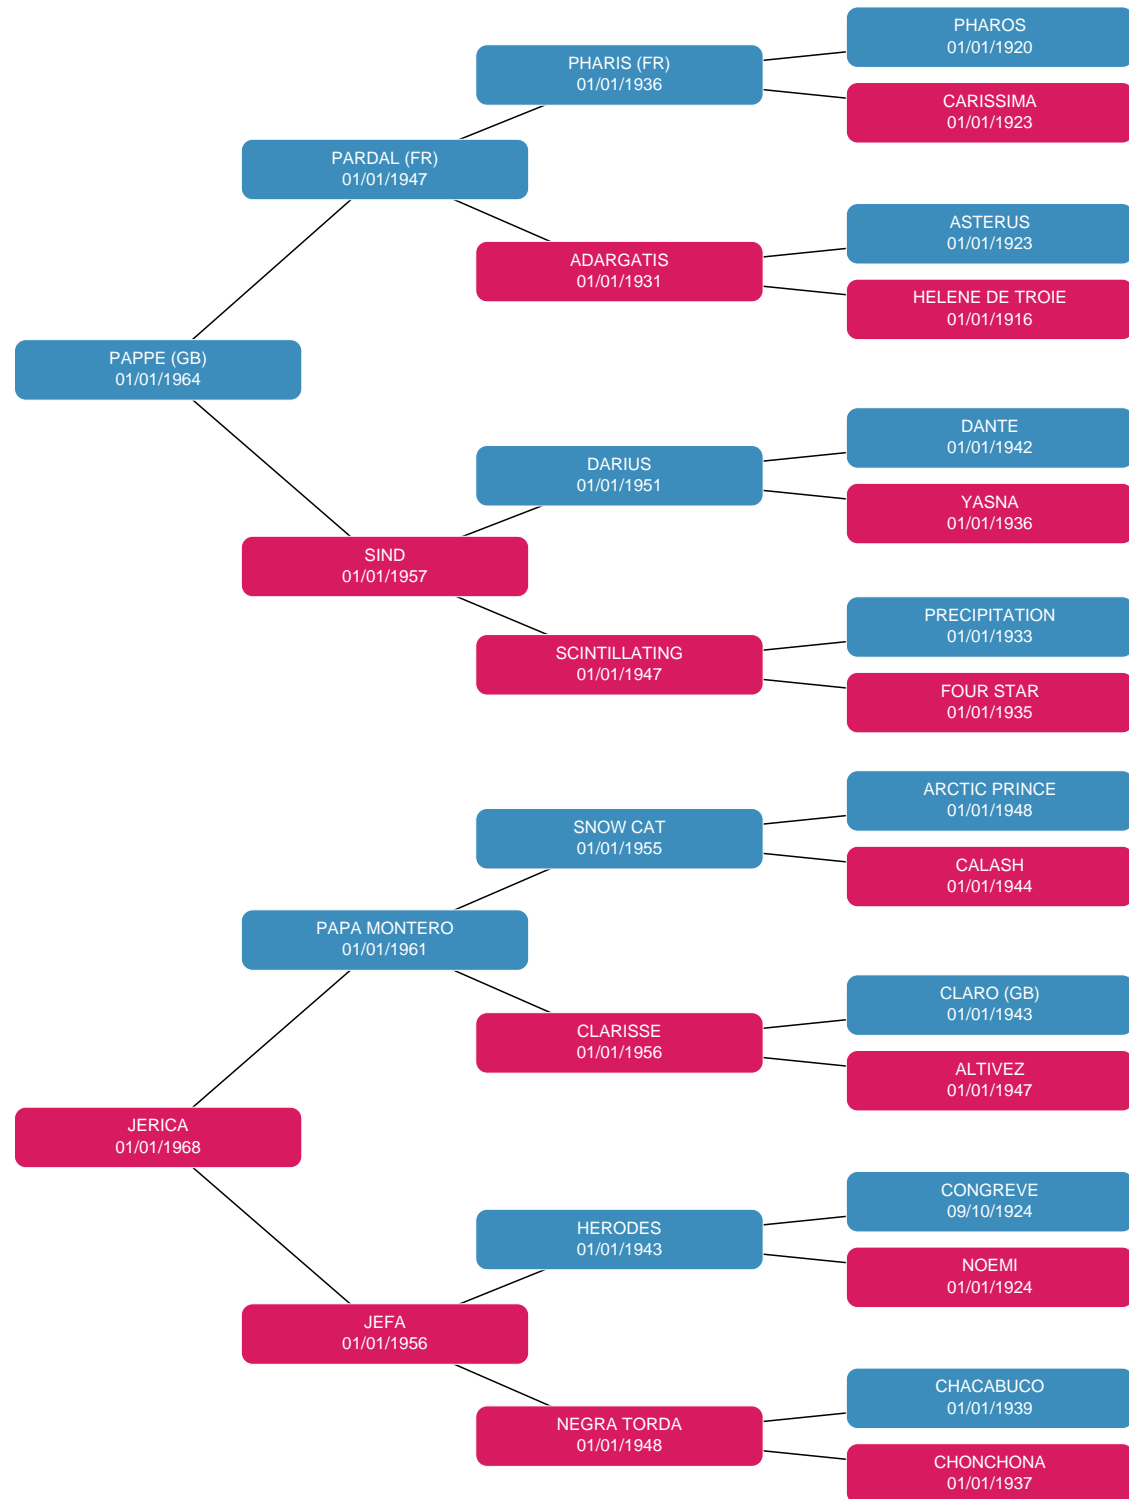 PHAROS
01/01/1920
PHARIS (FR)
01/01/1936
CARISSIMA
01/01/1923
PARDAL (FR)
01/01/1947
ASTERUS
01/01/1923
ADARGATIS
01/01/1931
HELENE DE TROIE
01/01/1916
PAPPE (GB)
01/01/1964
DANTE
01/01/1942
DARIUS
01/01/1951
YASNA
01/01/1936
SIND
01/01/1957
PRECIPITATION
01/01/1933
SCINTILLATING
01/01/1947
FOUR STAR
01/01/1935
ARCTIC PRINCE
01/01/1948
SNOW CAT
01/01/1955
CALASH
01/01/1944
PAPA MONTERO
01/01/1961
CLARO (GB)
01/01/1943
CLARISSE
01/01/1956
ALTIVEZ
01/01/1947
JERICA
01/01/1968
CONGREVE
09/10/1924
HERODES
01/01/1943
NOEMI
01/01/1924
JEFA
01/01/1956
CHACABUCO
01/01/1939
NEGRA TORDA
01/01/1948
CHONCHONA
01/01/1937